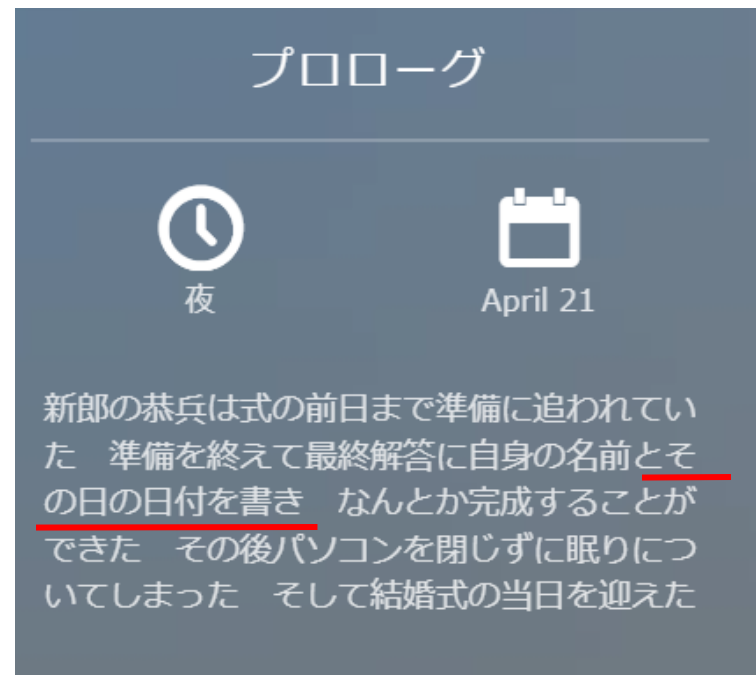 プロローグ
夜
April 21
新郎の恭兵は式の前日まで準備に追われてい
た　準備を終えて最終解答に自身の名前とそ
の日の日付を書き　なんとか完成することが
できた　その後パソコンを閉じずに眠りにつ
いてしまった　そして結婚式の当日を迎えた